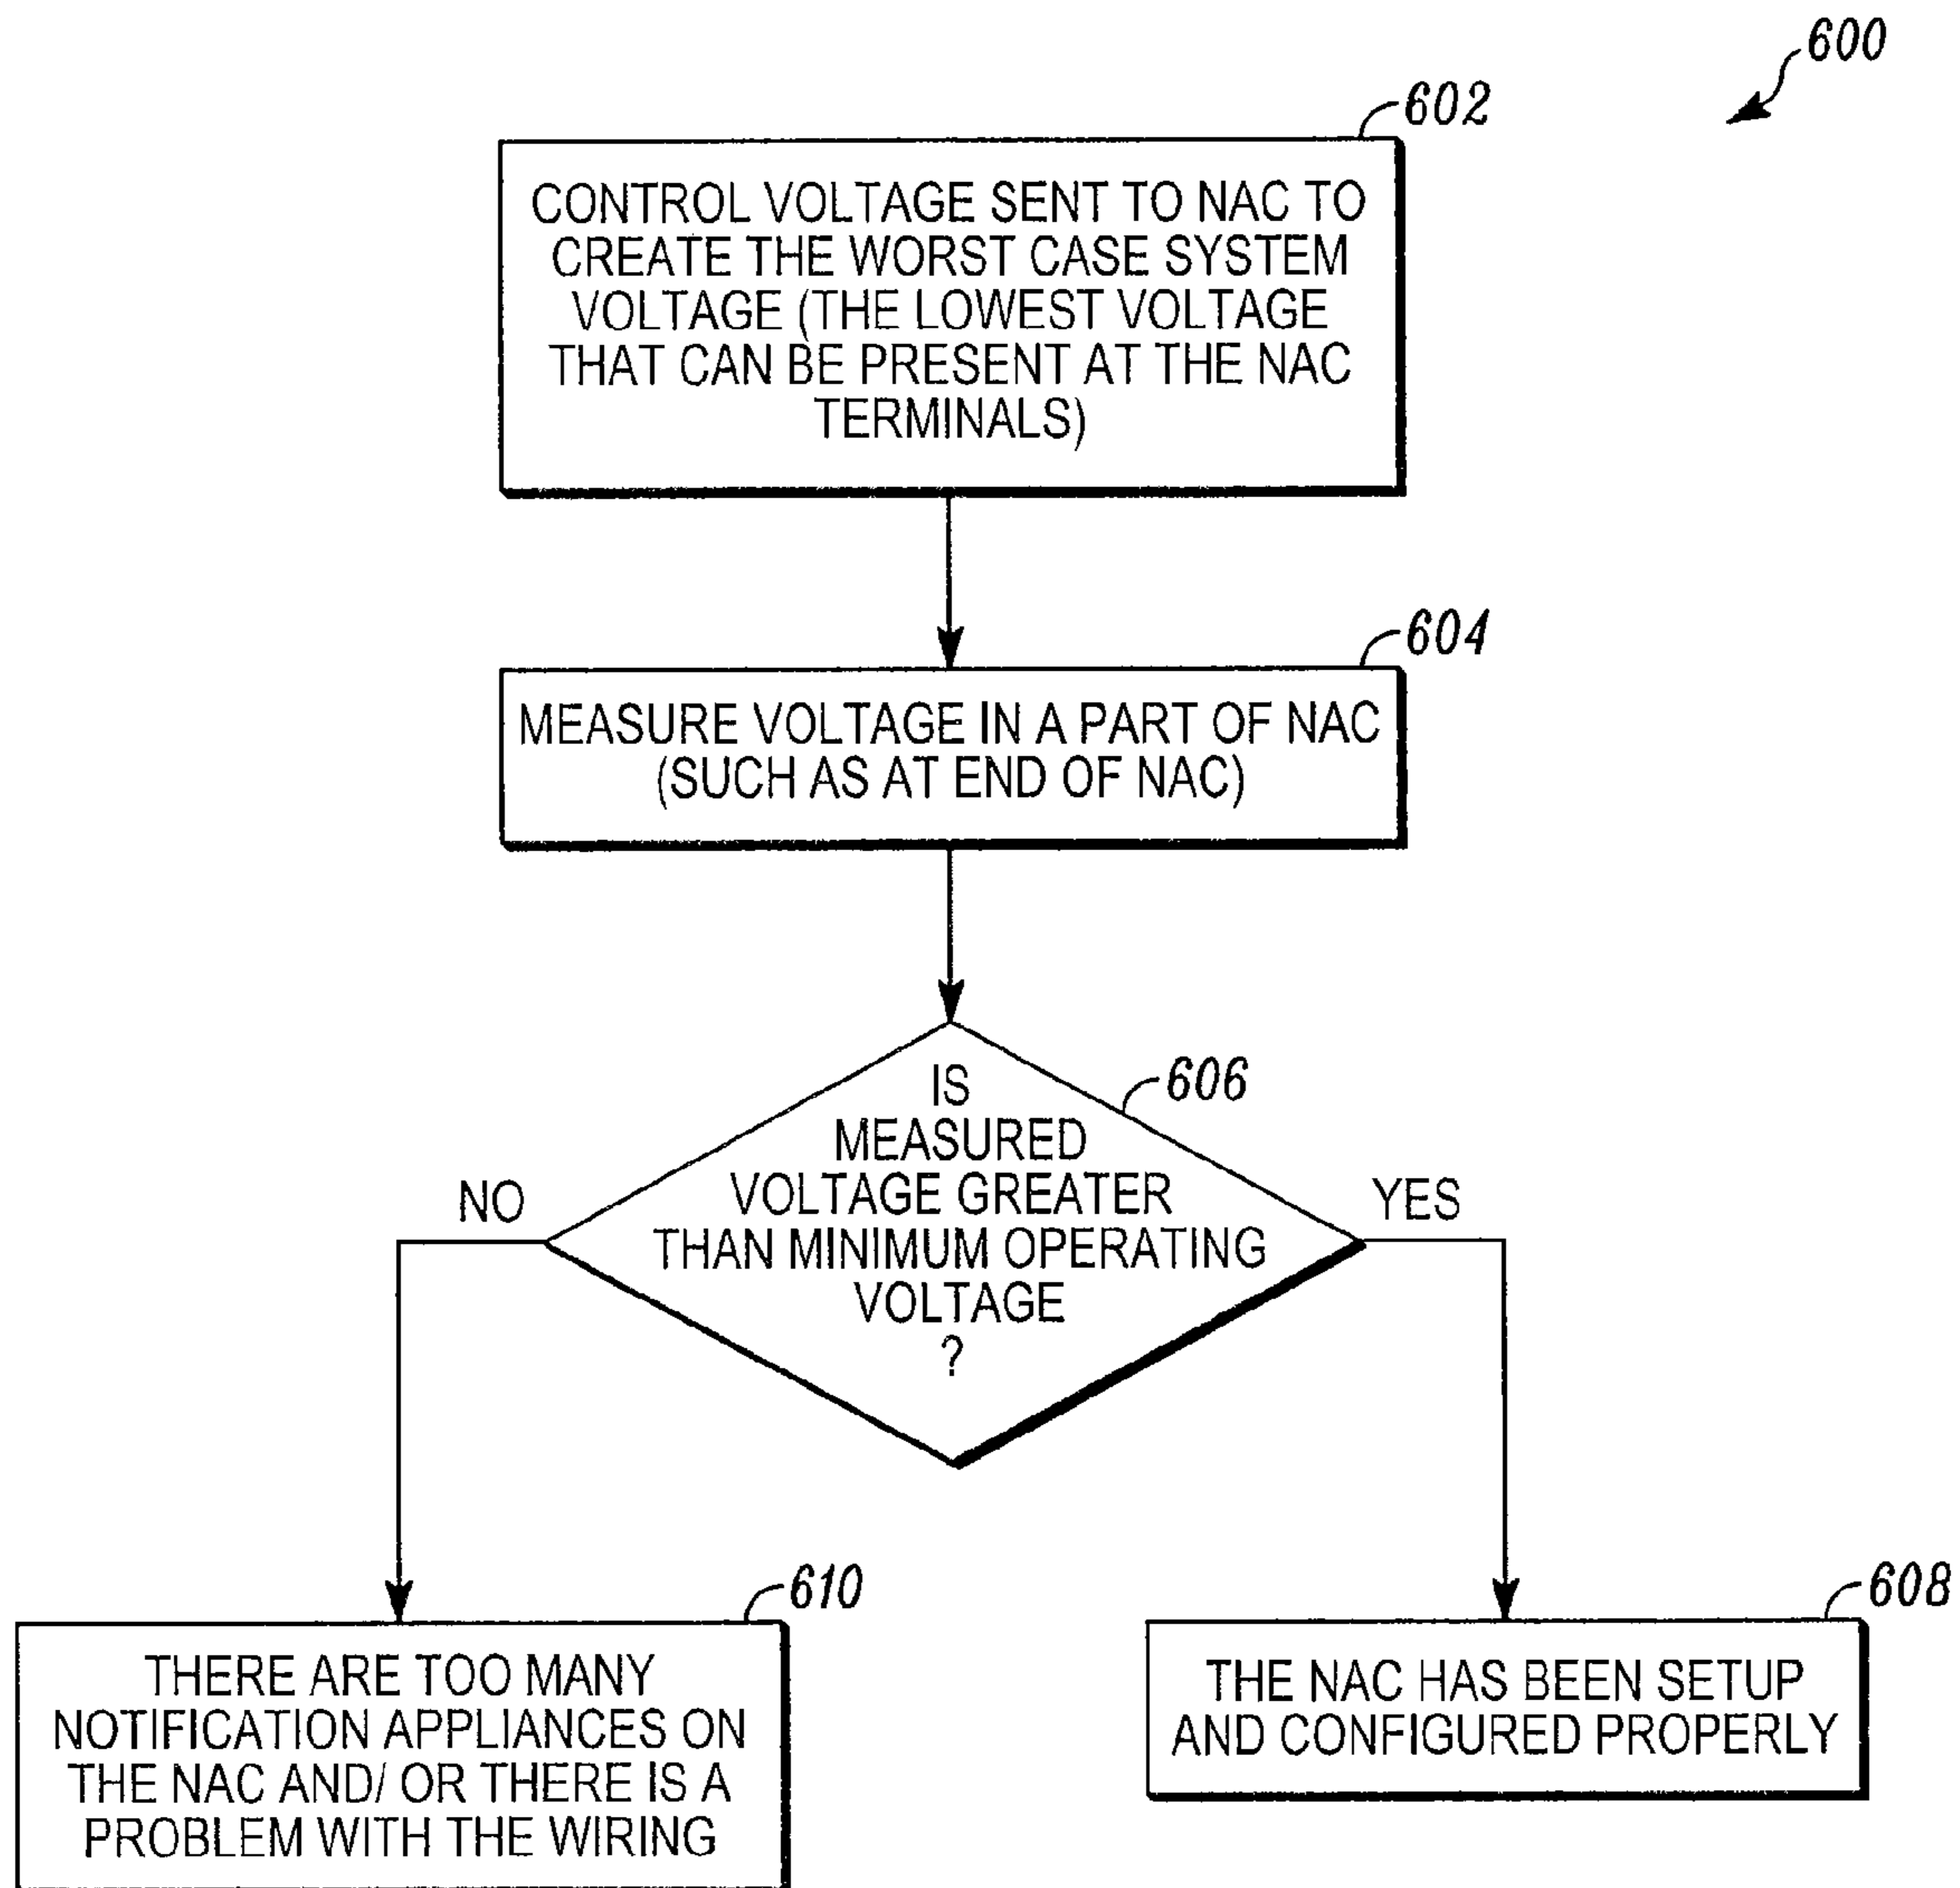 600
602
CONTROL VOLTAGE SENT TO NAC TO
CREATE THE WORST CASE SYSTEM
VOLTAGE (THE LOWEST VOLTAGE
THAT CAN BE PRESENT AT THE NAC
TERMINALS)
604
MEASURE VOLTAGE IN A PART OF NAC
(SUCH AS AT END OF NAC)
606
IS
MEASURED
VOLTAGE GREATER
THAN MINIMUM OPERATING
VOLTAGE
?
NO
YES
610
THERE ARE TOO MANY
NOTIFICATION APPLIANCES ON
THE NAC AND/ OR THERE IS A
PROBLEM WITH THE WIRING
608
THE NAC HAS BEEN SETUP
AND CONFIGURED PROPERLY